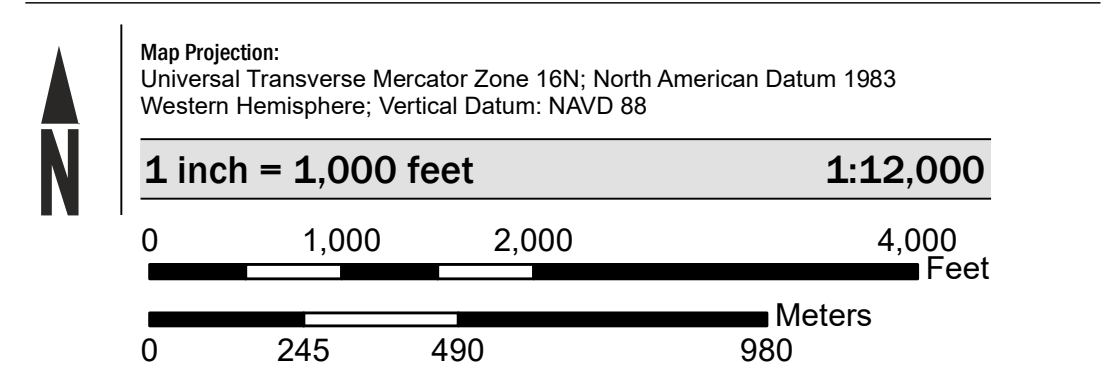 N
Map Projection:
Universal Transverse Mercator Zone 16N; North American Datum 1983
Western Hemisphere; Vertical Datum: NAVD 88
1 inch = 1,000 feet 1:12,000
0 1,000 2,000 4,000
Feet
Meters
0 245 490 980